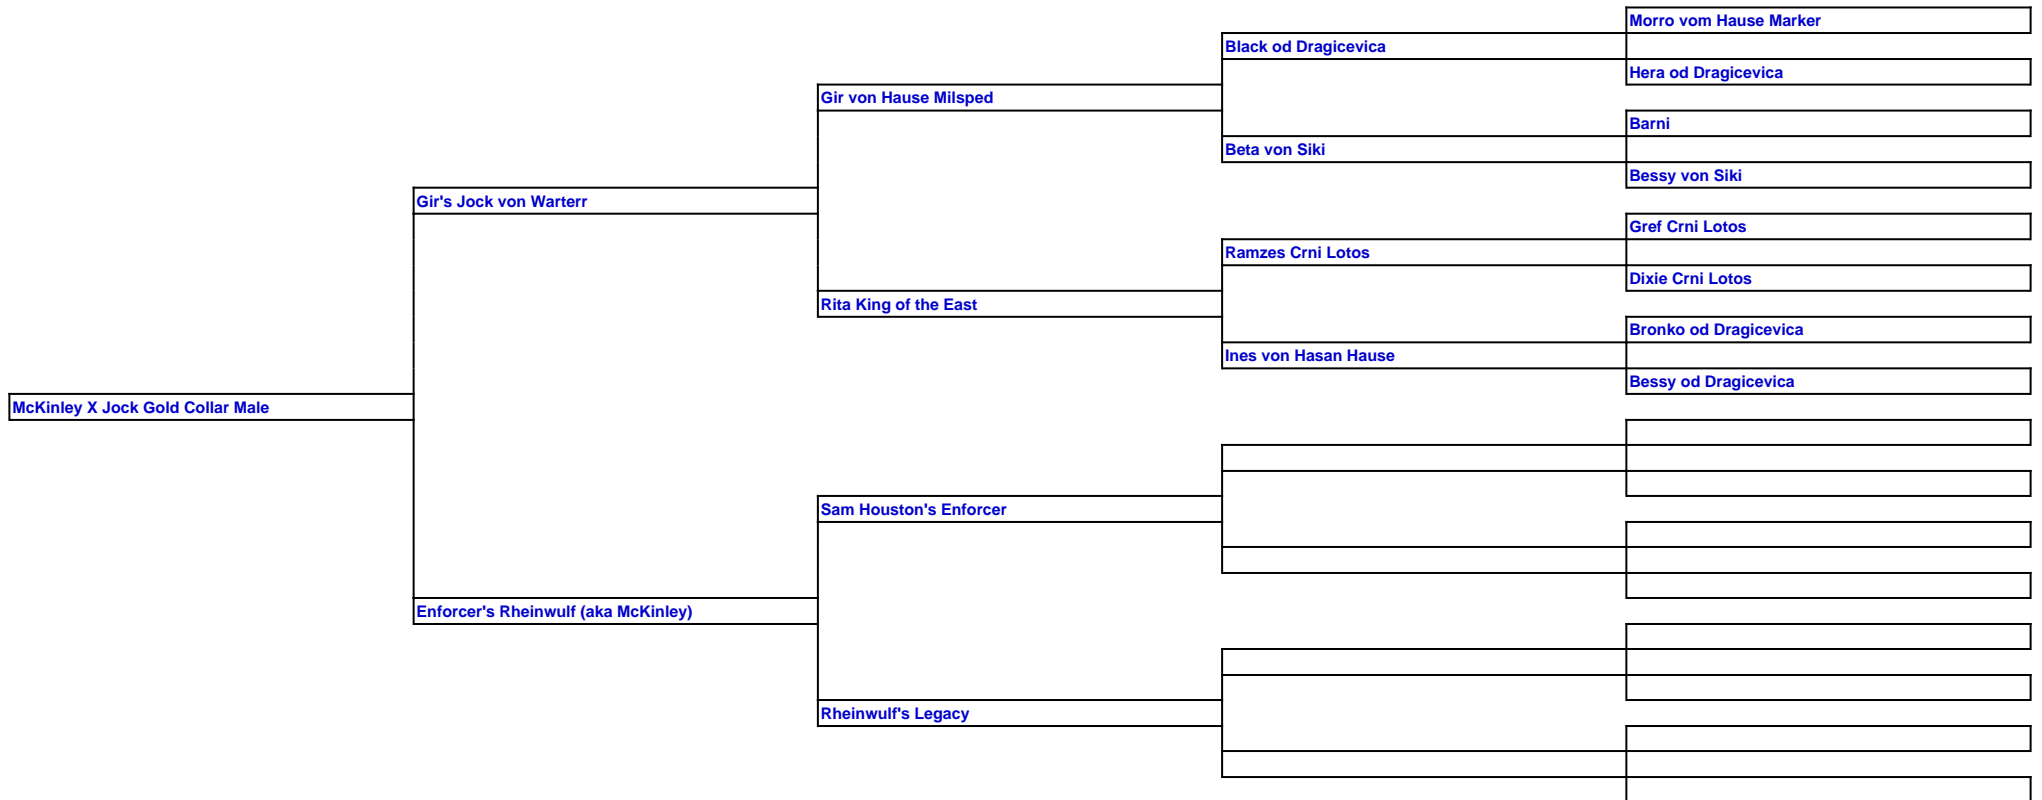 Morro vom Hause Marker
Black od Dragicevica
Hera od Dragicevica
Gir von Hause Milsped
Barni
Beta von Siki
Bessy von Siki
Gir's Jock von Warterr
Gref Crni Lotos
Ramzes Crni Lotos
Dixie Crni Lotos
Rita King of the East
Bronko od Dragicevica
Ines von Hasan Hause
Bessy od Dragicevica
McKinley X Jock Gold Collar Male
Sam Houston's Enforcer
Enforcer's Rheinwulf (aka McKinley)
Rheinwulf's Legacy